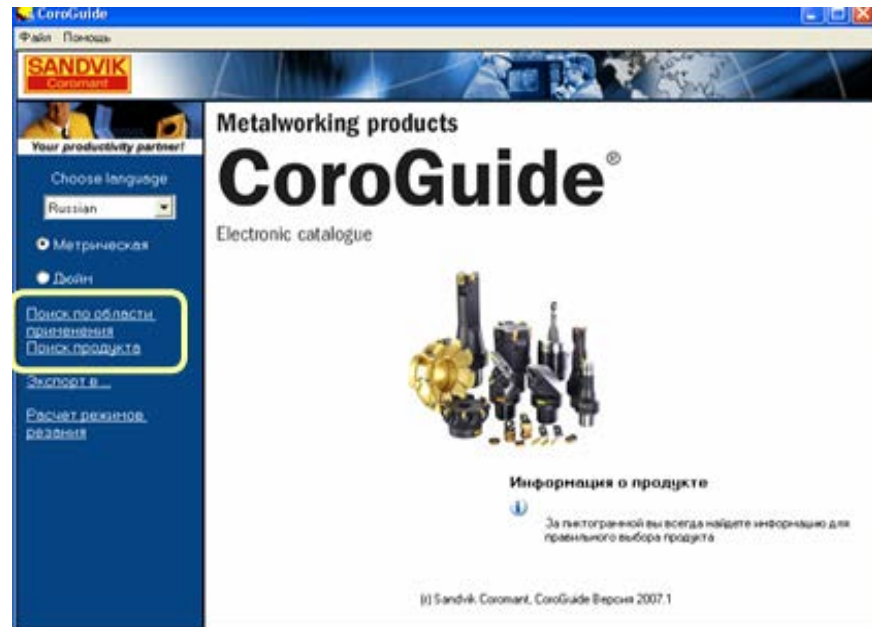 CoroGuide
Файл Помощь
SANDVIK
Coromant
Your productivity partner!
Choose language
Russian
Метрическая
Дюйм
Поиск по области
применения
Поиск продукта
Экспорт в ...
Расчет режимов
резания
Metalworking products
CoroGuide®
Electronic catalogue
Информация о продукте
За пиктограммой вы всегда найдете информацию для
правильного выбора продукта
(c) Sandvik Coromant, CoroGuide Версия 2007.1